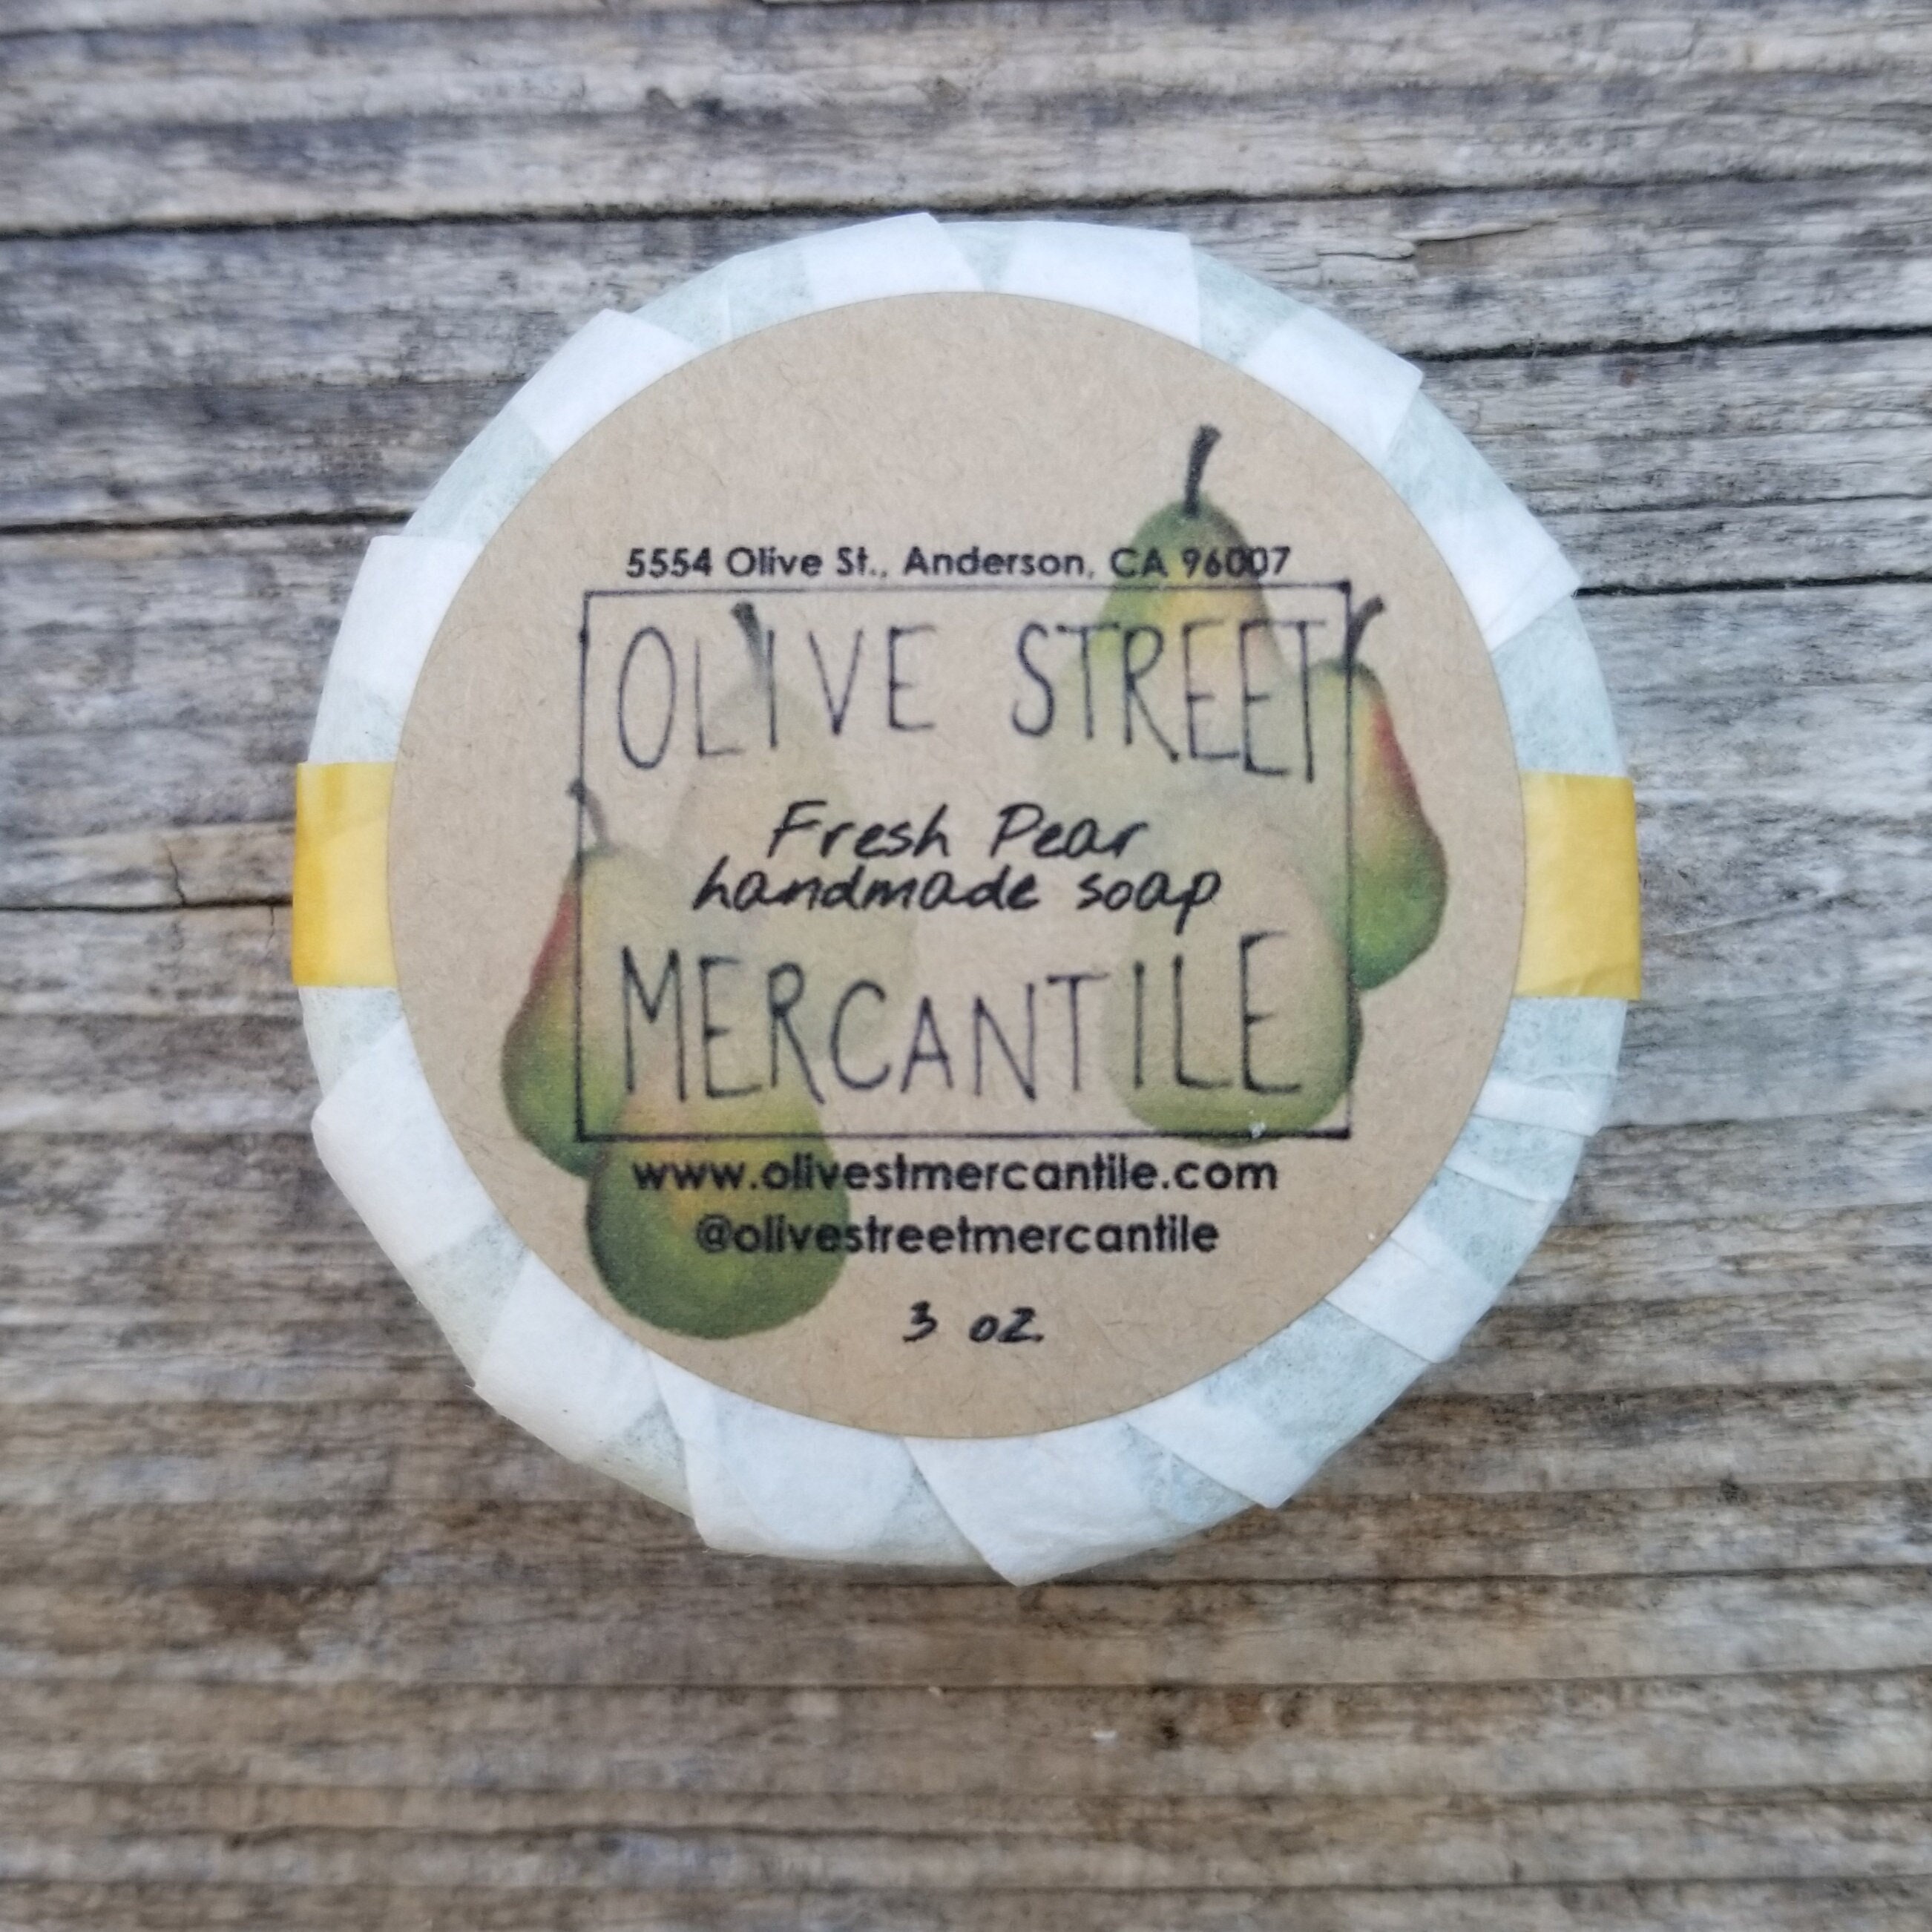 5554 Olive St., Anderson, CA 96007
OLIVE STREET
Fresh Pear
handmade soap
MERCANTILE
www.olivestmercantile.com
@olivestreetmercantile
3 oz.